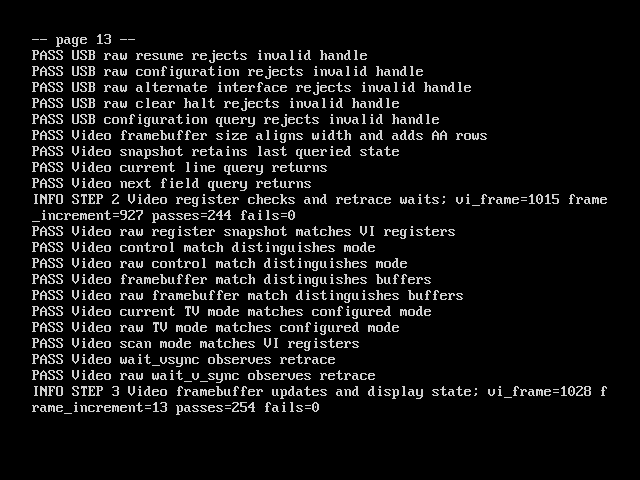 -- page 13 --
PASS USB raw resume rejects invalid handle
PASS USB raw configuration rejects invalid handle
PASS USB raw alternate interface rejects invalid handle
PASS USB raw clear halt rejects invalid handle
PASS USB configuration query rejects invalid handle
PASS Video framebuffer size aligns width and adds AA rows
PASS Video snapshot retains last queried state
PASS Video current line query returns
PASS Video next field query returns
INFO STEP 2 Video register checks and retrace waits; vi_frame=1015 frame
_increment=927 passes=244 fails=0
PASS Video raw register snapshot matches VI registers
PASS Video control match distinguishes mode
PASS Video raw control match distinguishes mode
PASS Video framebuffer match distinguishes buffers
PASS Video raw framebuffer match distinguishes buffers
PASS Video current TV mode matches configured mode
PASS Video raw TV mode matches configured mode
PASS Video scan mode matches VI registers
PASS Video wait_vsync observes retrace
PASS Video raw wait_v_sync observes retrace
INFO STEP 3 Video framebuffer updates and display state; vi_frame=1028 f
rame_increment=13 passes=254 fails=0